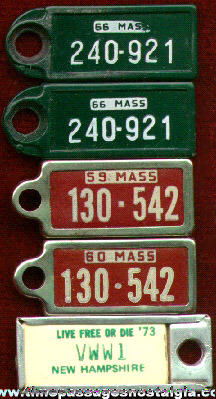 66 MASS
240-921
66 MASS
240-921
59 MASS
130·542
60 MASS
130·542
LIVE FREE OR DIE '73
VWW1
NEW HAMPSHIRE
www.timepassagesnostalgia.com